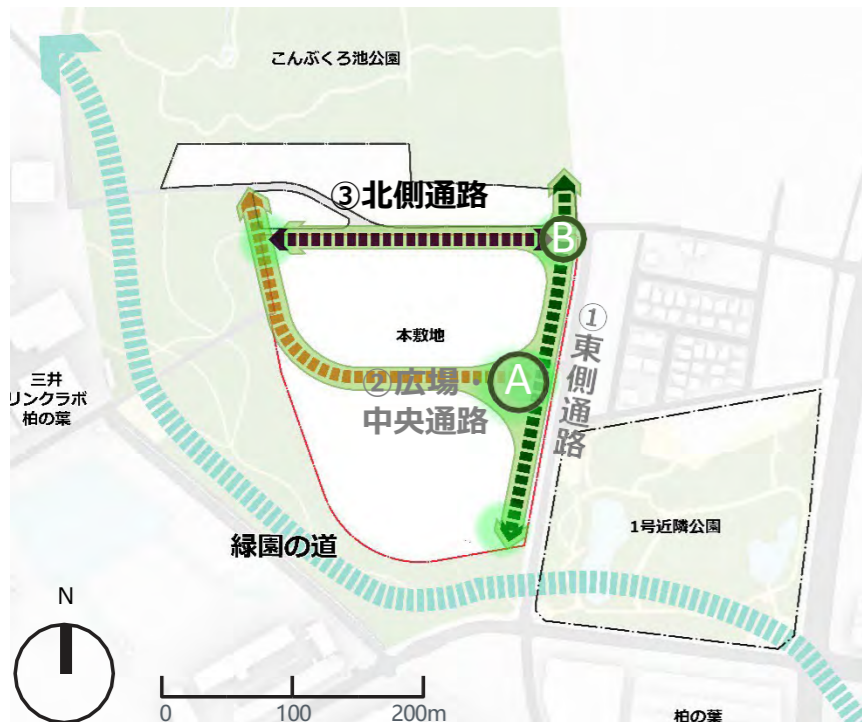 こんぶくろ池公園
③北側通路
B
①東側通路
本敷地
A
②広場・
中央通路
三井
リンクラボ
柏の葉
1号近隣公園
緑園の道
N
0 100 200m
柏の葉